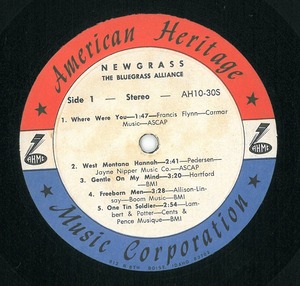 American Heritage
NEWGRASS
THE BLUEGRASS ALLIANCE
Side 1 — Stereo — AH10-30S
1. Where Were You—1:47—Francis Flynn—Carmar
Music—ASCAP
2. West Montana Hannah—2:41—Pedersen—
Jayne Nipper Music Co.—ASCAP
3. Gentle On My Mind—3:20—Hartford
—BMI
4. Freeborn Men—3:28—Allison-Lin-
say—Boom Music—BMI
5. One Tin Soldier—2:54—Lam-
bert & Potter—Cents &
Pence Musique—BMI
AHMC
AHMC
Music Corporation
BOISE, IDAHO